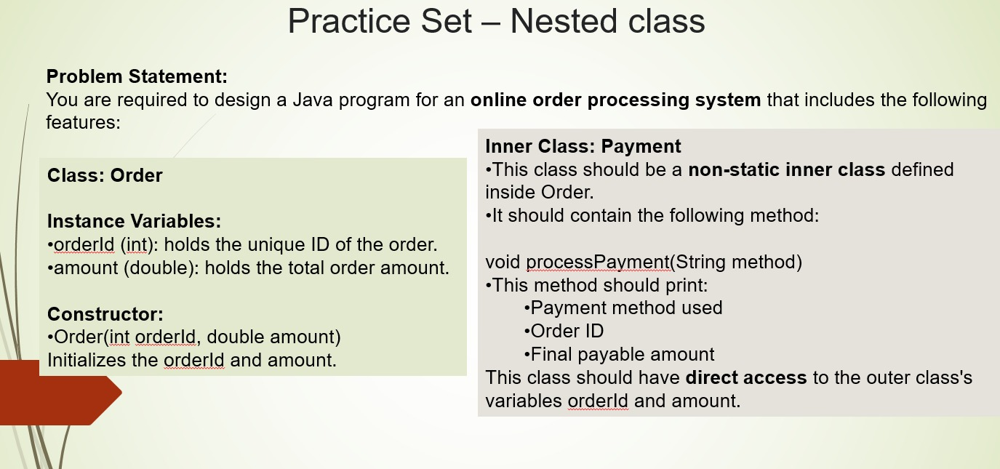 Practice Set – Nested class
Problem Statement:
You are required to design a Java program for an online order processing system that includes the following
features:
Class: Order
Instance Variables:
•orderId (int): holds the unique ID of the order.
•amount (double): holds the total order amount.
Constructor:
•Order(int orderId, double amount)
Initializes the orderId and amount.
Inner Class: Payment
•This class should be a non-static inner class defined
inside Order.
•It should contain the following method:
void processPayment(String method)
•This method should print:
•Payment method used
•Order ID
•Final payable amount
This class should have direct access to the outer class's
variables orderId and amount.